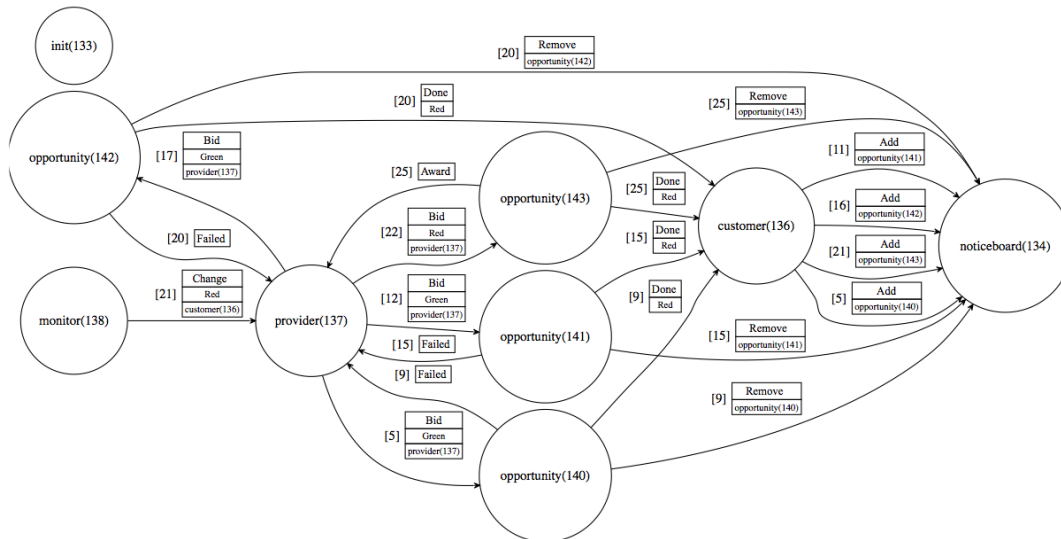 init(133)
[20] Remove
opportunity(142)
[20] Done
Red
[25] Remove
opportunity(143)
opportunity(142)
[17] Bid
Green
provider(137)
[25] Award
opportunity(143)
[25] Done
Red
[11] Add
opportunity(141)
[22] Bid
Red
provider(137)
[20] Failed
[15] Done
Red
customer(136)
[16] Add
opportunity(142)
noticeboard(134)
[21] Add
opportunity(143)
monitor(138)
[21] Change
Red
customer(136)
provider(137)
[12] Bid
Green
provider(137)
[9] Done
Red
[5] Add
opportunity(140)
opportunity(141)
[15] Failed
[15] Remove
opportunity(141)
[9] Failed
[9] Remove
opportunity(140)
[5] Bid
Green
provider(137)
opportunity(140)